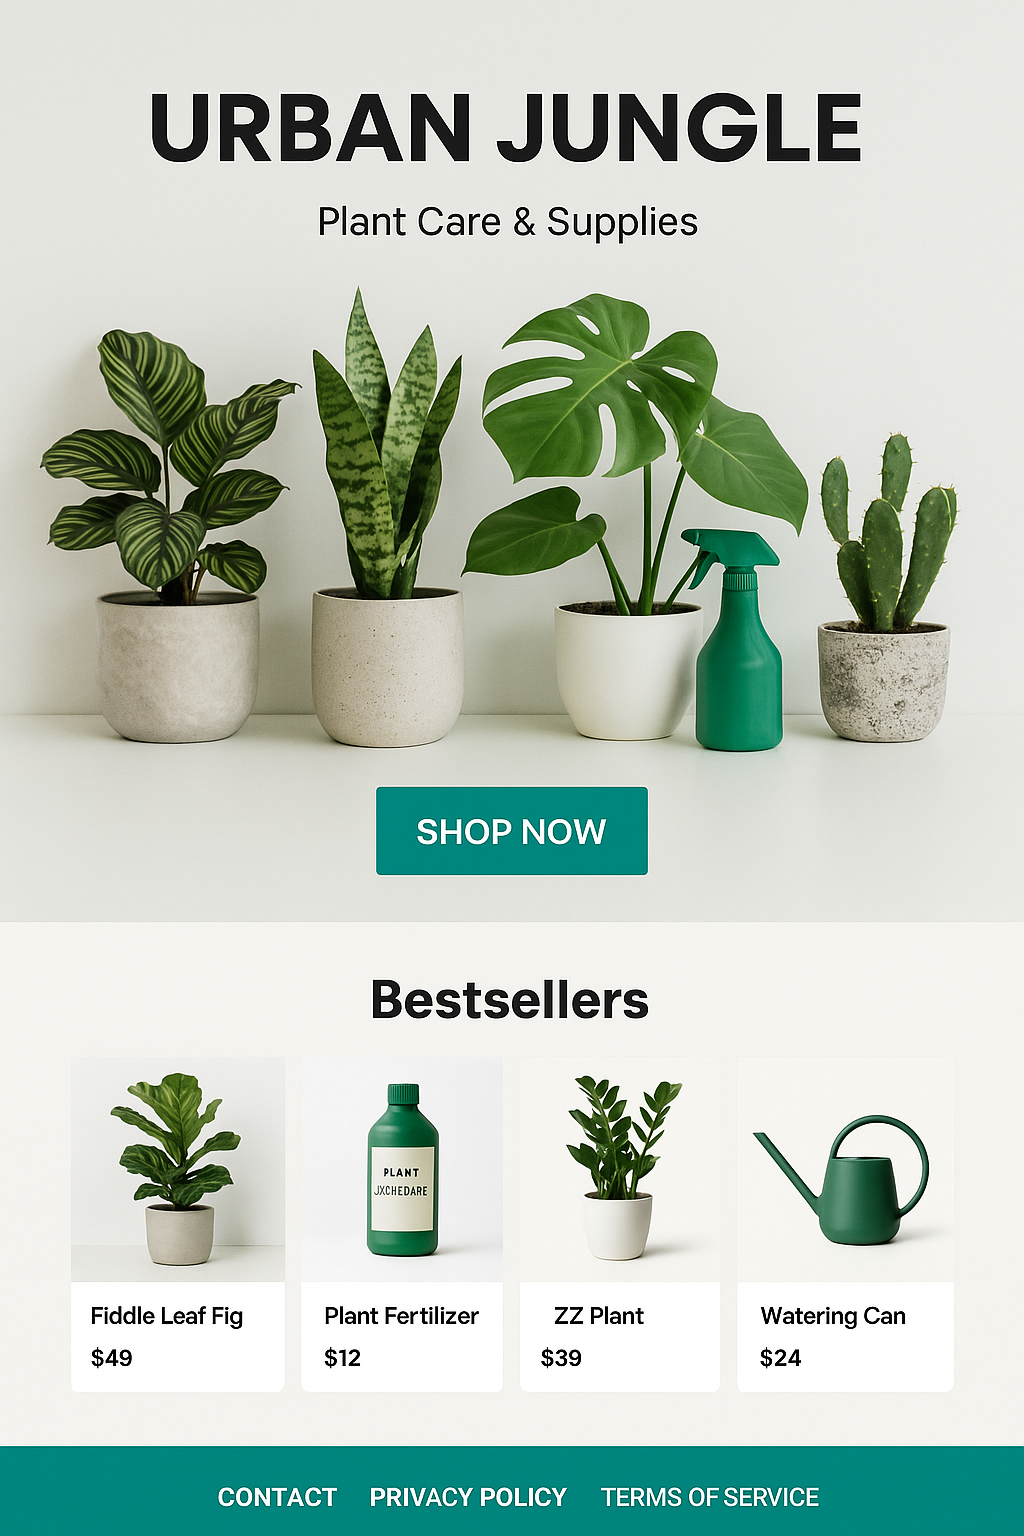 URBAN JUNGLE
Plant Care & Supplies
SHOP NOW
Bestsellers
PLANT
JXCHEDARE
Fiddle Leaf Fig
$49
Plant Fertilizer
$12
ZZ Plant
$39
Watering Can
$24
CONTACT PRIVACY POLICY TERMS OF SERVICE